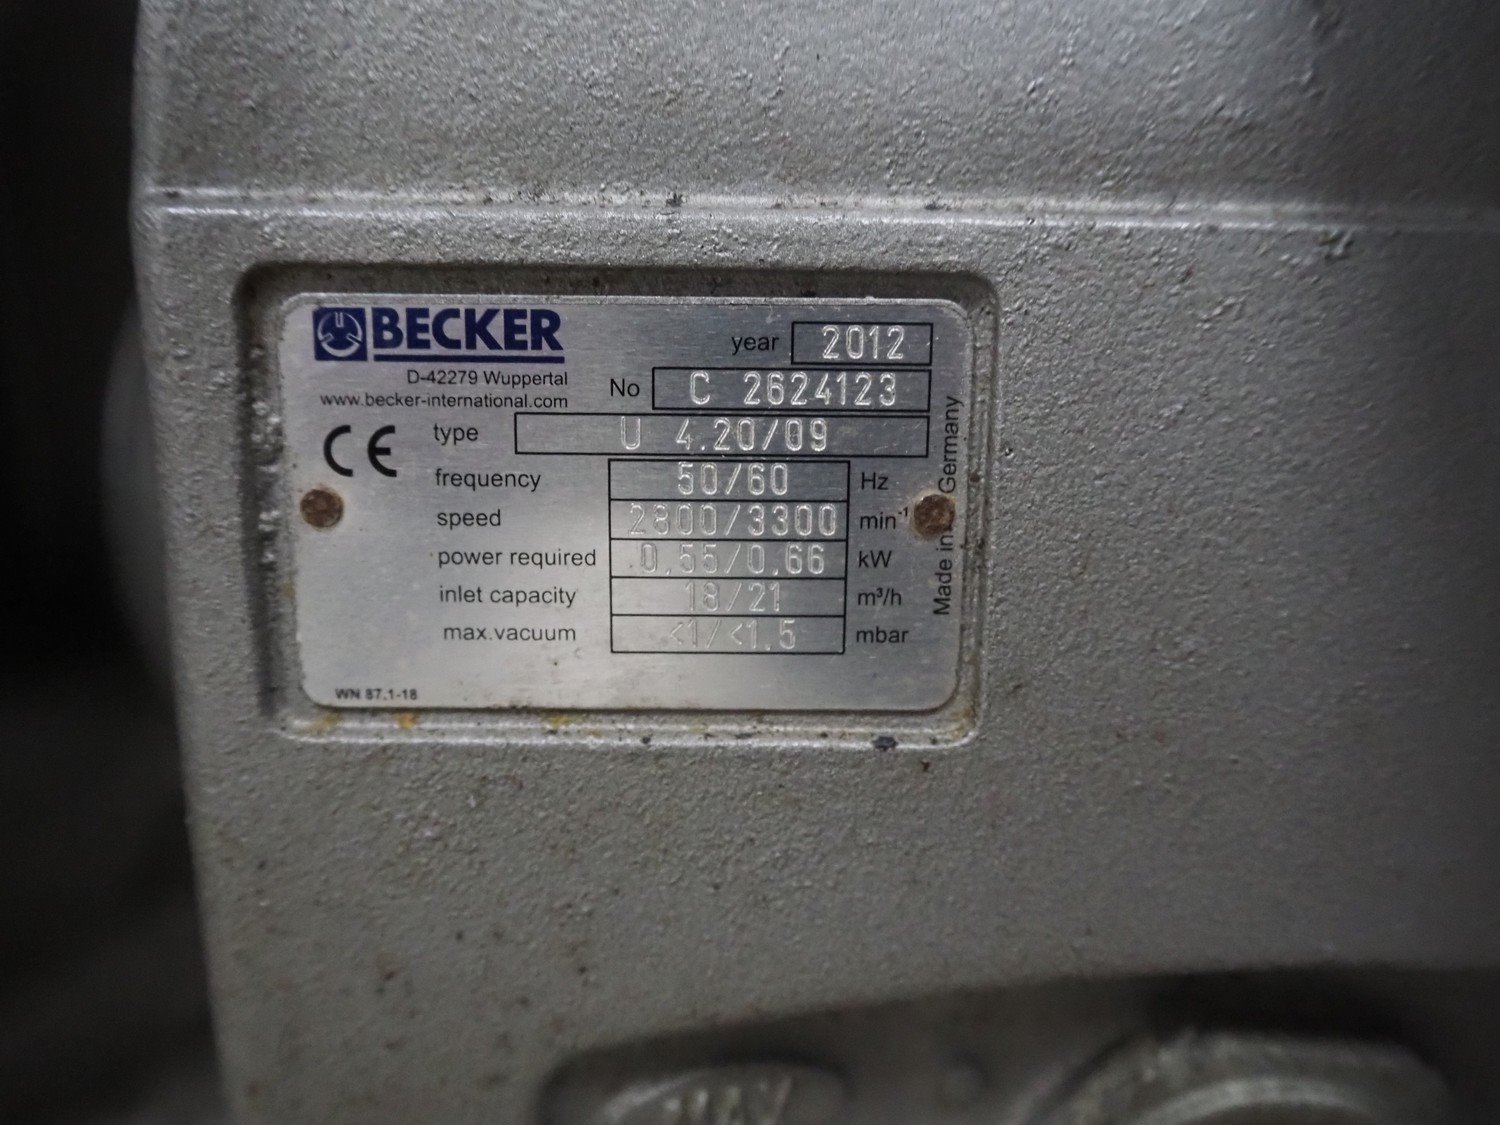 BECKER
D-42279 Wuppertal
www.becker-international.com
year 2012
No C 2624123
type U 4.20/09
frequency 50/60 Hz
speed 2800/3300 min⁻¹
power required 0.55/0.66 kW
inlet capacity 18/21 m³/h
max.vacuum <1/<1.5 mbar
CE
Made in Germany
WN 87.1-18